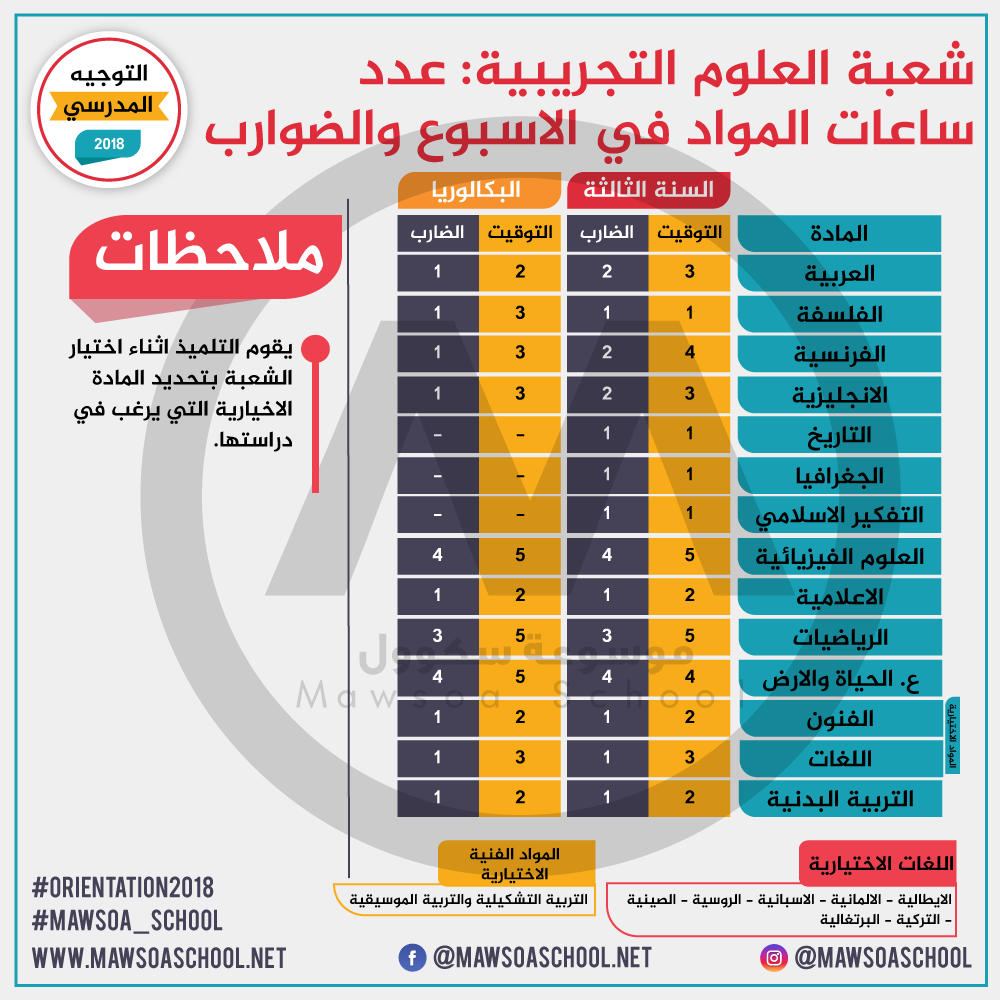 شعبة العلوم التجريبية: عدد
ساعات المواد في الاسبوع والضوارب
التوجيه
المدرسي
2018
السنة الثالثة البكالوريا
المادة التوقيت الضارب التوقيت الضارب
العربية 3 2 2 1
الفلسفة 1 1 3 1
الفرنسية 4 2 3 1
الانجليزية 3 2 3 1
التاريخ 1 1 - -
الجغرافيا 1 1 - -
التفكير الاسلامي 1 1 - -
العلوم الفيزيائية 5 4 5 4
الاعلامية 2 1 2 1
الرياضيات 5 3 5 3
ع. الحياة والارض 4 4 5 4
الفنون 2 1 2 1
اللغات 3 1 3 1
المواد الاختيارية
التربية البدنية 2 1 2 1
ملاحظات
يقوم التلميذ اثناء اختيار
الشعبة بتحديد المادة
الاخيارية التي يرغب في
دراستها.
موسوعة سكوول
Mawsoa School
اللغات الاختيارية
الايطالية - الالمانية - الاسبانية - الروسية - الصينية
- التركية - البرتغالية
المواد الفنية
الاختيارية
التربية التشكيلية والتربية الموسيقية
#ORIENTATION2018
#MAWSOA_SCHOOL
WWW.MAWSOASCHOOL.NET
@MAWSOASCHOOL.NET
@MAWSOASCHOOL